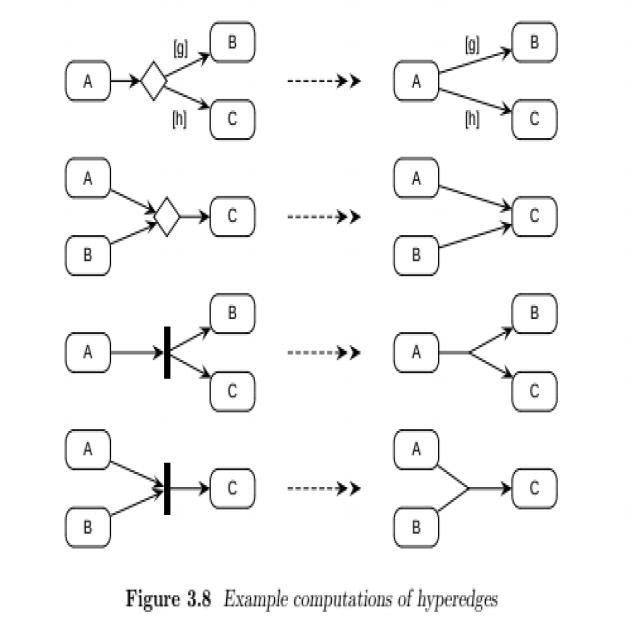 [g] B [g] B
A A
[h] C [h] C
A A
C C
B B
B B
A A
C C
A A
C C
B B
Figure 3.8 Example computations of hyperedges